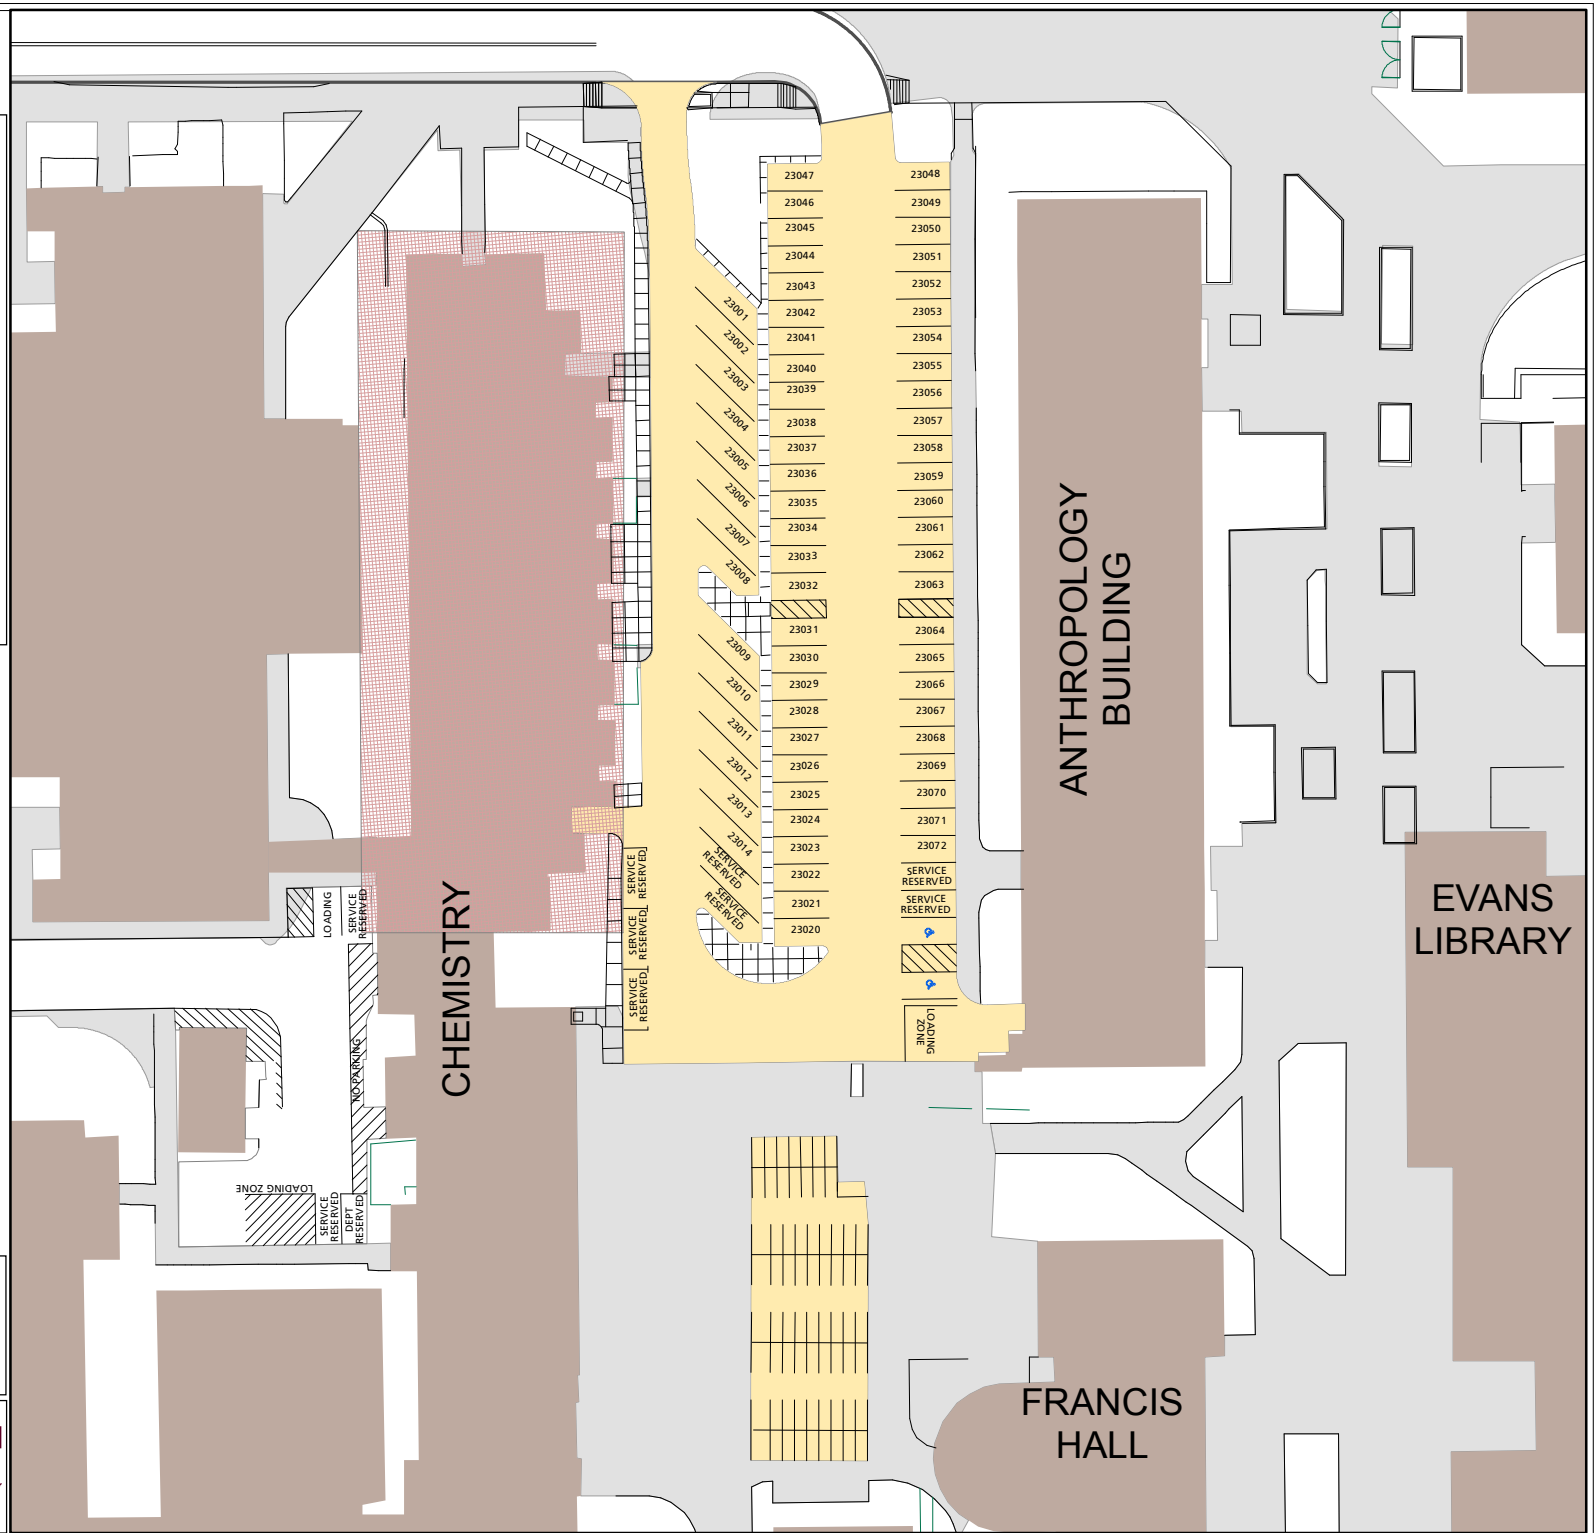 23047
23046
23045
23044
23043
23042
23041
23040
23039
23038
23037
23036
23035
23034
23033
23032
23031
23030
23029
23028
23027
23026
23025
23024
23023
23022
23021
23020
23048
23049
23050
23051
23052
23053
23054
23055
23056
23057
23058
23059
23060
23061
23062
23063
23064
23065
23066
23067
23068
23069
23070
23071
23072
SERVICE
RESERVED
SERVICE
RESERVED
LOADING
ZONE
23001
23002
23003
23004
23005
23006
23007
23008
23009
23010
23011
23012
23013
23014
SERVICE
RESERVED
SERVICE
RESERVED
SERVICE
RESERVED
SERVICE
RESERVED
SERVICE
RESERVED
LOADING
SERVICE
RESERVED
NO PARKING
LOADING ZONE
SERVICE
RESERVED
DEPT
RESERVED
CHEMISTRY
ANTHROPOLOGY
BUILDING
EVANS
LIBRARY
FRANCIS
HALL